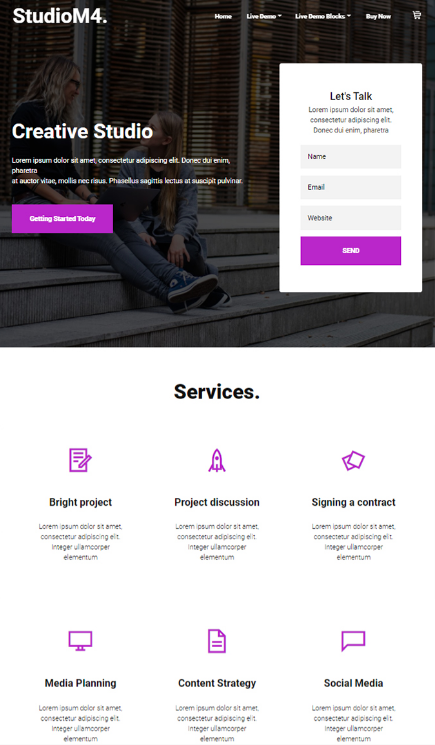 StudioM4.
Home Live Demo Live Demo Blocks Buy Now
Creative Studio
Lorem ipsum dolor sit amet, consectetur adipiscing elit. Donec dui enim,
pharetra
at auctor vitae, mollis nec risus. Phasellus sagittis lectus at suscipit pulvinar.
Getting Started Today
Let's Talk
Lorem ipsum dolor sit amet,
consectetur adipiscing elit.
Donec dui enim, pharetra
Name
Email
Website
SEND
Services.
Bright project
Lorem ipsum dolor sit amet,
consectetur adipiscing elit.
Integer ullamcorper
elementum
Project discussion
Lorem ipsum dolor sit amet,
consectetur adipiscing elit.
Integer ullamcorper
elementum
Signing a contract
Lorem ipsum dolor sit amet,
consectetur adipiscing elit.
Integer ullamcorper
elementum
Media Planning
Lorem ipsum dolor sit amet,
consectetur adipiscing elit.
Integer ullamcorper
elementum
Content Strategy
Lorem ipsum dolor sit amet,
consectetur adipiscing elit.
Integer ullamcorper
elementum
Social Media
Lorem ipsum dolor sit amet,
consectetur adipiscing elit.
Integer ullamcorper
elementum